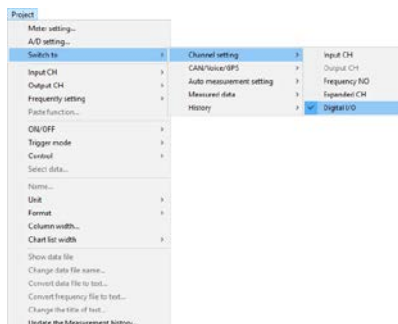 Project
Meter setting...
A/D setting...
Switch to
Input CH
Output CH
Frequently setting
Paste function...
ON/OFF
Trigger mode
Control
Select data...
Name...
Unit
Format
Column width...
Chart list width
Show data file
Change data file name...
Convert data file to text...
Convert frequency file to text...
Change the title of text...
Update the Measurement history...
Channel setting
CAN/Voice/GPS
Auto measurement setting
Measured data
History
Input CH
Output CH
Frequency NO
Expanded CH
Digital I/O